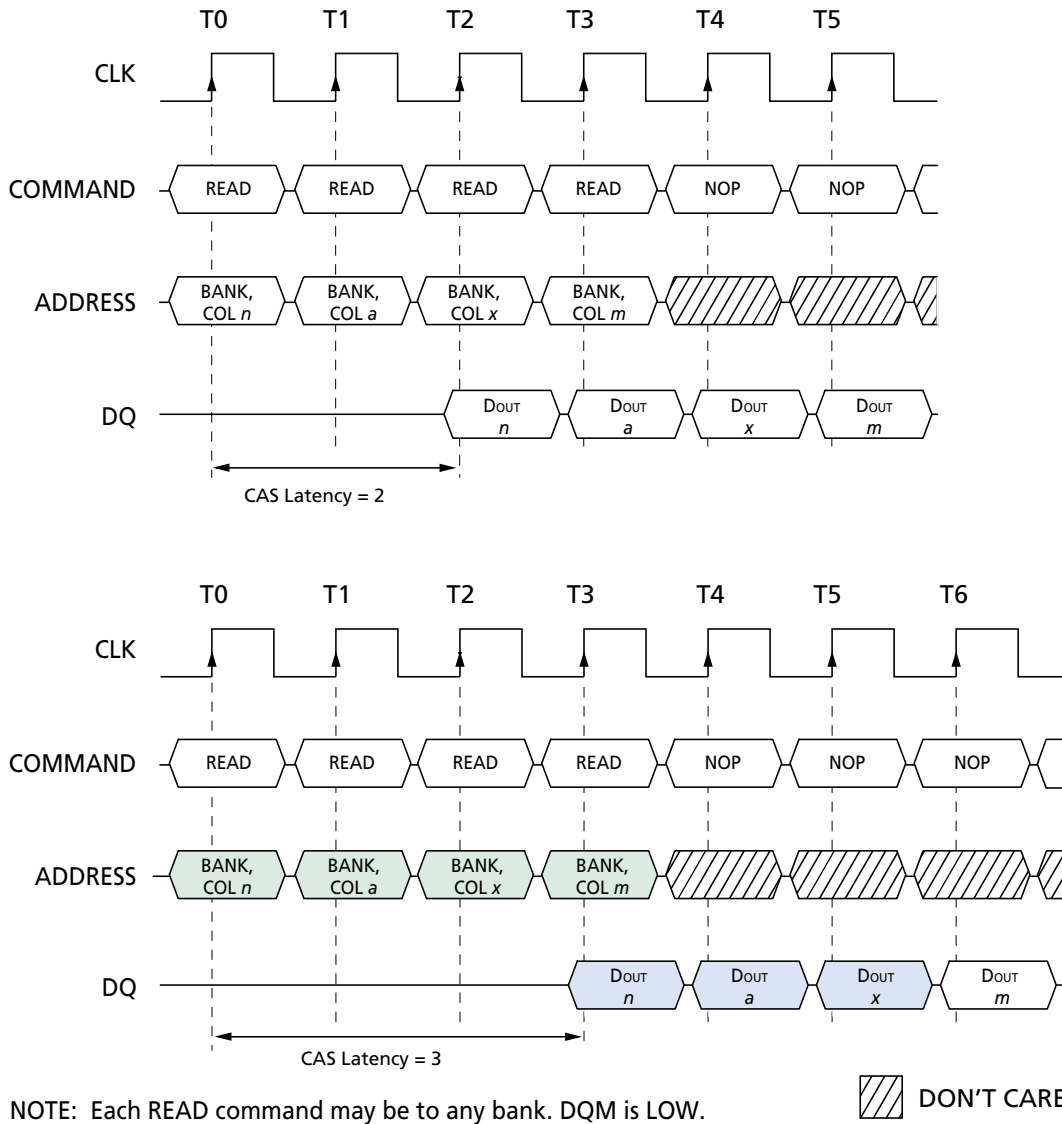 T0 T1 T2 T3 T4 T5
CLK
COMMAND READ READ READ READ NOP NOP
ADDRESS BANK, COL n BANK, COL a BANK, COL x BANK, COL m
DQ DOUT n DOUT a DOUT x DOUT m
CAS Latency = 2
T0 T1 T2 T3 T4 T5 T6
CLK
COMMAND READ READ READ READ NOP NOP NOP
ADDRESS BANK, COL n BANK, COL a BANK, COL x BANK, COL m
DQ DOUT n DOUT a DOUT x DOUT m
CAS Latency = 3
NOTE: Each READ command may be to any bank. DQM is LOW.
DON'T CARE